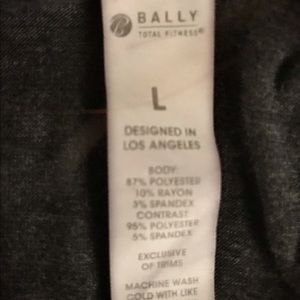 BALLY
TOTAL FITNESS®
L
DESIGNED IN
LOS ANGELES
BODY:
87% POLYESTER
10% RAYON
3% SPANDEX
CONTRAST:
95% POLYESTER
5% SPANDEX
EXCLUSIVE
OF TRIMS
MACHINE WASH
COLD WITH LIKE